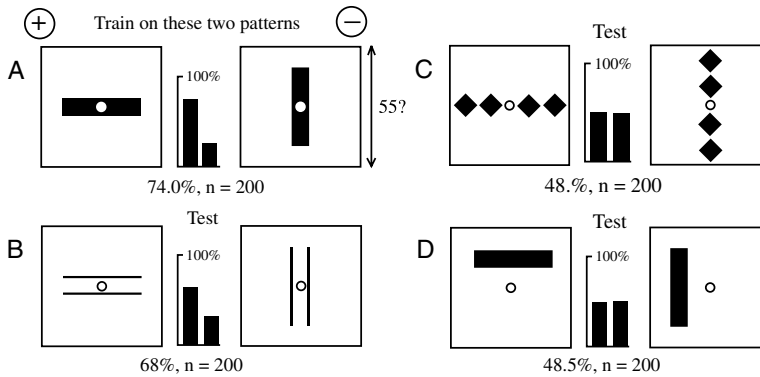 + Train on these two patterns −
A
100%
55?
74.0%, n = 200
B
Test
100%
68%, n = 200
C
Test
100%
48.%, n = 200
D
Test
100%
48.5%, n = 200